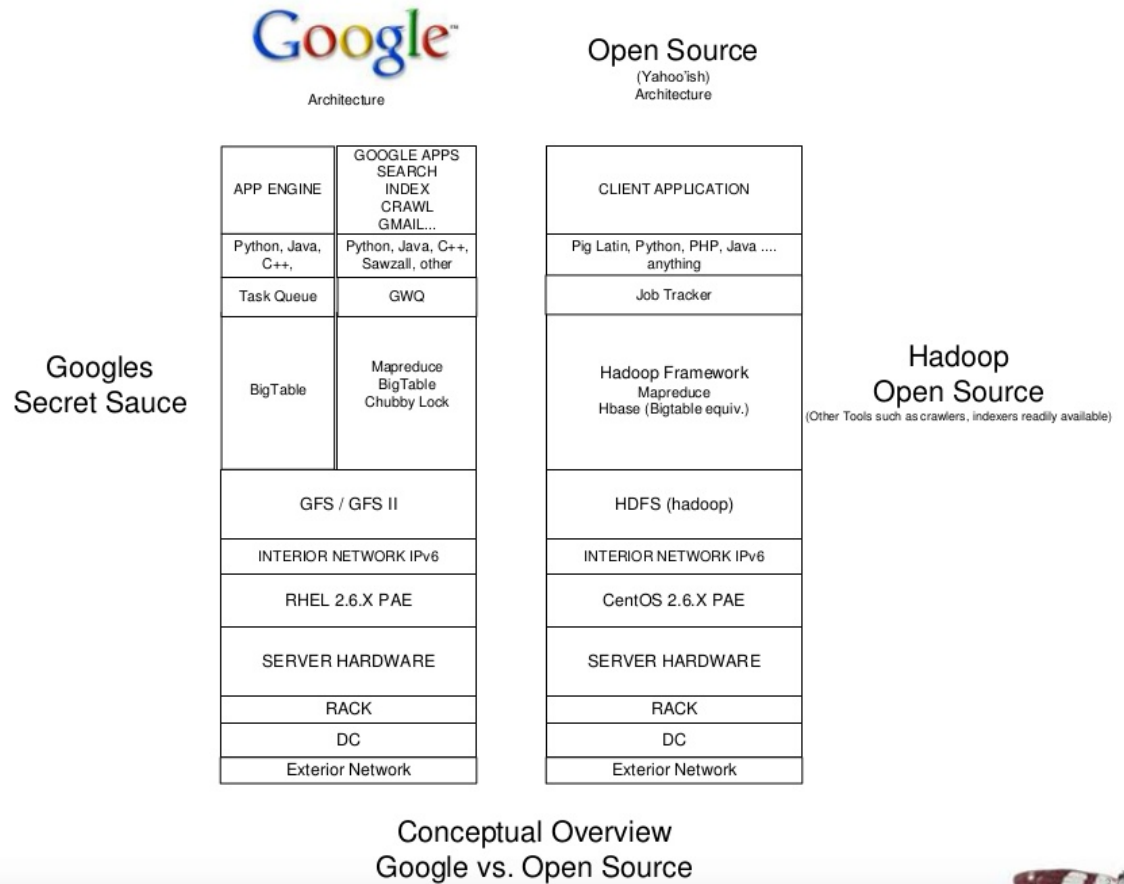 Google™
Architecture
Open Source
(Yahoo'ish)
Architecture
APP ENGINE
GOOGLE APPS
SEARCH
INDEX
CRAWL
GMAIL...
CLIENT APPLICATION
Python, Java,
C++,
Python, Java, C++,
Sawzall, other
Pig Latin, Python, PHP, Java ....
anything
Task Queue
GWQ
Job Tracker
Googles
Secret Sauce
BigTable
Mapreduce
BigTable
Chubby Lock
Hadoop Framework
Mapreduce
Hbase (Bigtable equiv.)
Hadoop
Open Source
(Other Tools such as crawlers, indexers readily available)
GFS / GFS II
HDFS (hadoop)
INTERIOR NETWORK IPv6
INTERIOR NETWORK IPv6
RHEL 2.6.X PAE
CentOS 2.6.X PAE
SERVER HARDWARE
SERVER HARDWARE
RACK
RACK
DC
DC
Exterior Network
Exterior Network
Conceptual Overview
Google vs. Open Source